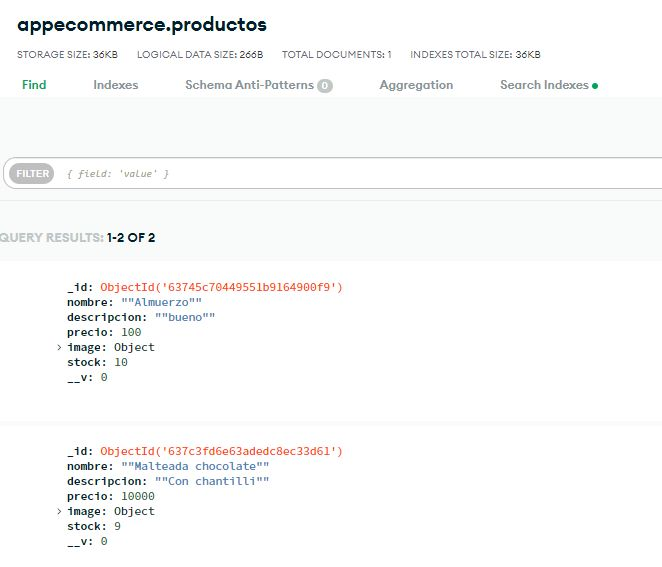 appecommerce.productos
STORAGE SIZE: 36KB LOGICAL DATA SIZE: 266B TOTAL DOCUMENTS: 1 INDEXES TOTAL SIZE: 36KB
Find Indexes Schema Anti-Patterns 0 Aggregation Search Indexes
FILTER { field: 'value' }
QUERY RESULTS: 1-2 OF 2
_id: ObjectId('63745c70449551b9164900f9')
nombre: ""Almuerzo""
descripcion: ""bueno""
precio: 100
> image: Object
stock: 10
__v: 0
_id: ObjectId('637c3fd6e63adedc8ec33d61')
nombre: ""Malteada chocolate""
descripcion: ""Con chantilli""
precio: 10000
> image: Object
stock: 9
__v: 0